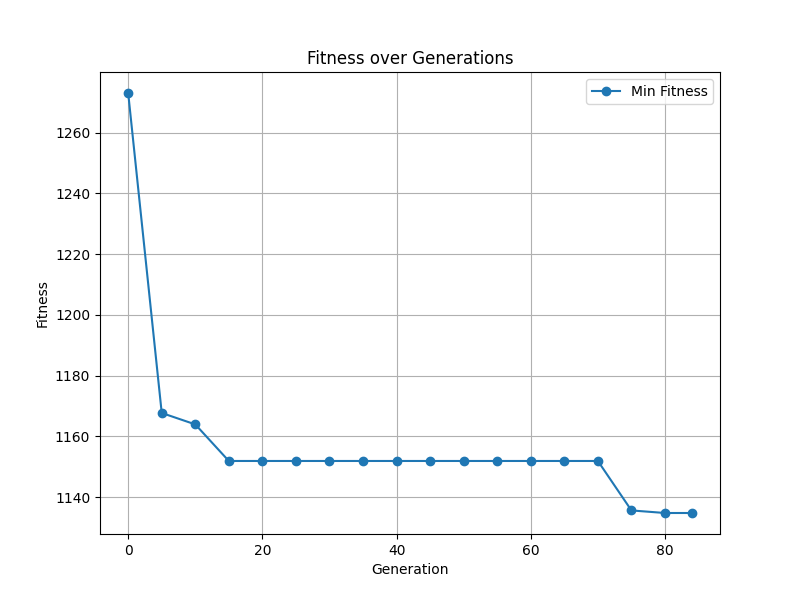 Fitness over Generations
Min Fitness
1260
1240
1220
1200
1180
1160
1140
Fitness
0 20 40 60 80
Generation